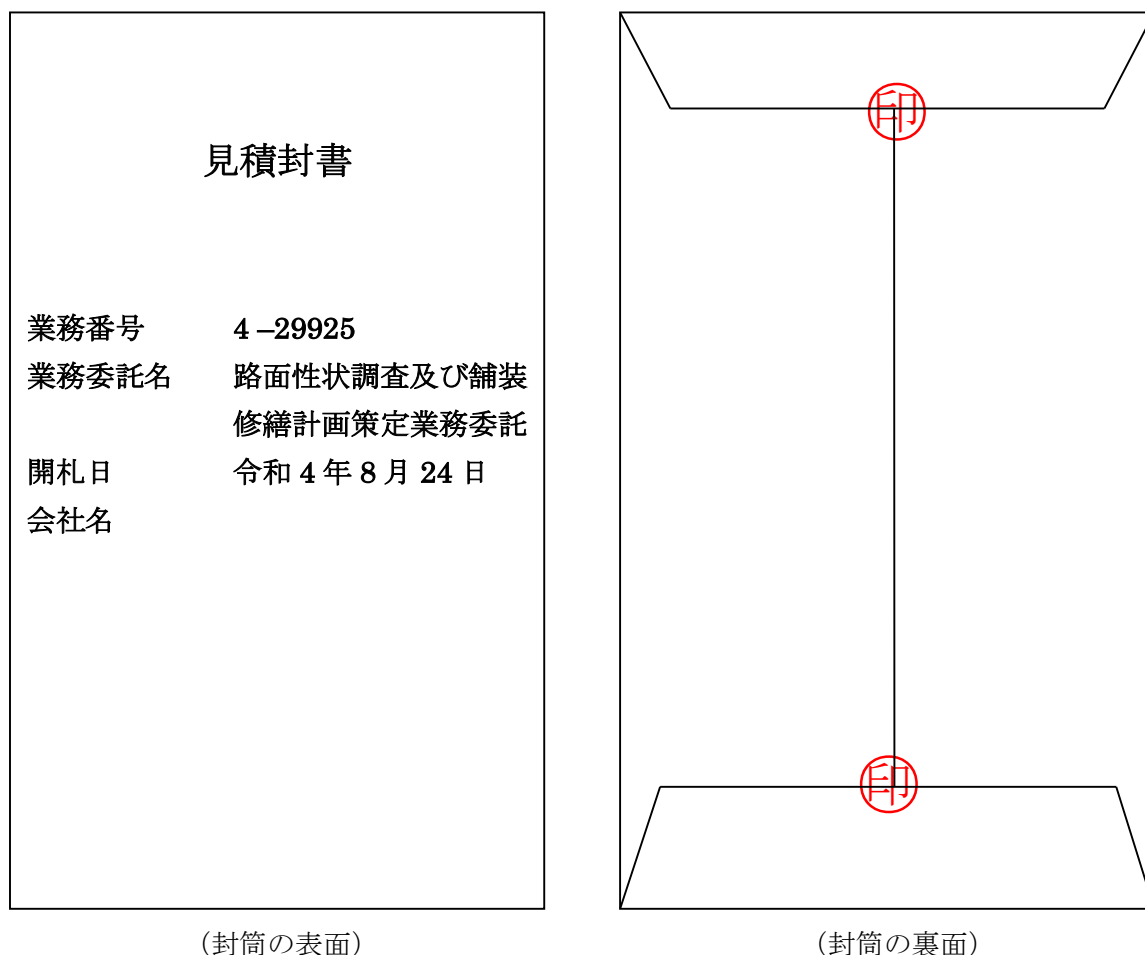 見積封書
業務番号 4 –29925
業務委託名 路面性状調査及び舗装
修繕計画策定業務委託
開札日 令和 4 年 8 月 24 日
会社名
(封筒の表面)
印
印
(封筒の裏面)